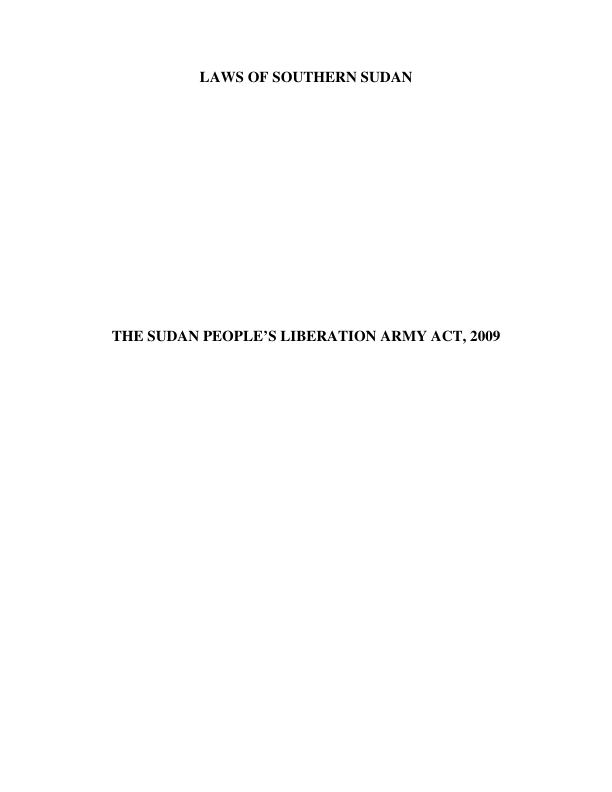 LAWS OF SOUTHERN SUDAN
THE SUDAN PEOPLE’S LIBERATION ARMY ACT, 2009